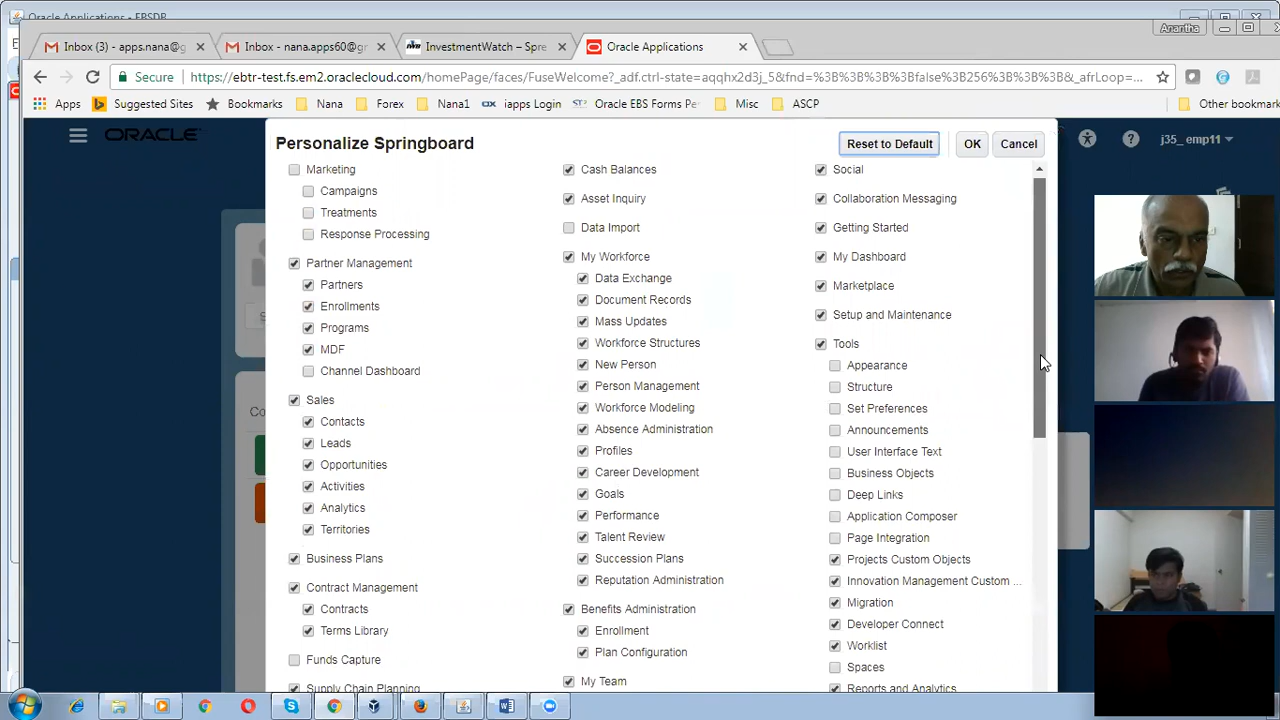 Oracle Applications - EBSDB
Anantha
Inbox (3) - apps.nana@g
Inbox - nana.apps60@gr
InvestmentWatch – Spre
Oracle Applications
Secure
https://ebtr-test.fs.em2.oraclecloud.com/homePage/faces/FuseWelcome?_adf.ctrl-state=aqqhx2d3j_5&fnd=%3B%3B%3B%3Bfalse%3B256%3B%3B%3B&_afrLoop=...
Apps
Suggested Sites
Bookmarks
Nana
Forex
Nana1
iapps Login
Oracle EBS Forms Pe
Misc
ASCP
Other bookmark
ORACLE
j35_ emp11
Personalize Springboard
Reset to Default
OK
Cancel
Marketing
Campaigns
Treatments
Response Processing
Partner Management
Partners
Enrollments
Programs
MDF
Channel Dashboard
Sales
Contacts
Leads
Opportunities
Activities
Analytics
Territories
Business Plans
Contract Management
Contracts
Terms Library
Funds Capture
Supply Chain Planning
Cash Balances
Asset Inquiry
Data Import
My Workforce
Data Exchange
Document Records
Mass Updates
Workforce Structures
New Person
Person Management
Workforce Modeling
Absence Administration
Profiles
Career Development
Goals
Performance
Talent Review
Succession Plans
Reputation Administration
Benefits Administration
Enrollment
Plan Configuration
My Team
Social
Collaboration Messaging
Getting Started
My Dashboard
Marketplace
Setup and Maintenance
Tools
Appearance
Structure
Set Preferences
Announcements
User Interface Text
Business Objects
Deep Links
Application Composer
Page Integration
Projects Custom Objects
Innovation Management Custom ...
Migration
Developer Connect
Worklist
Spaces
Reports and Analytics